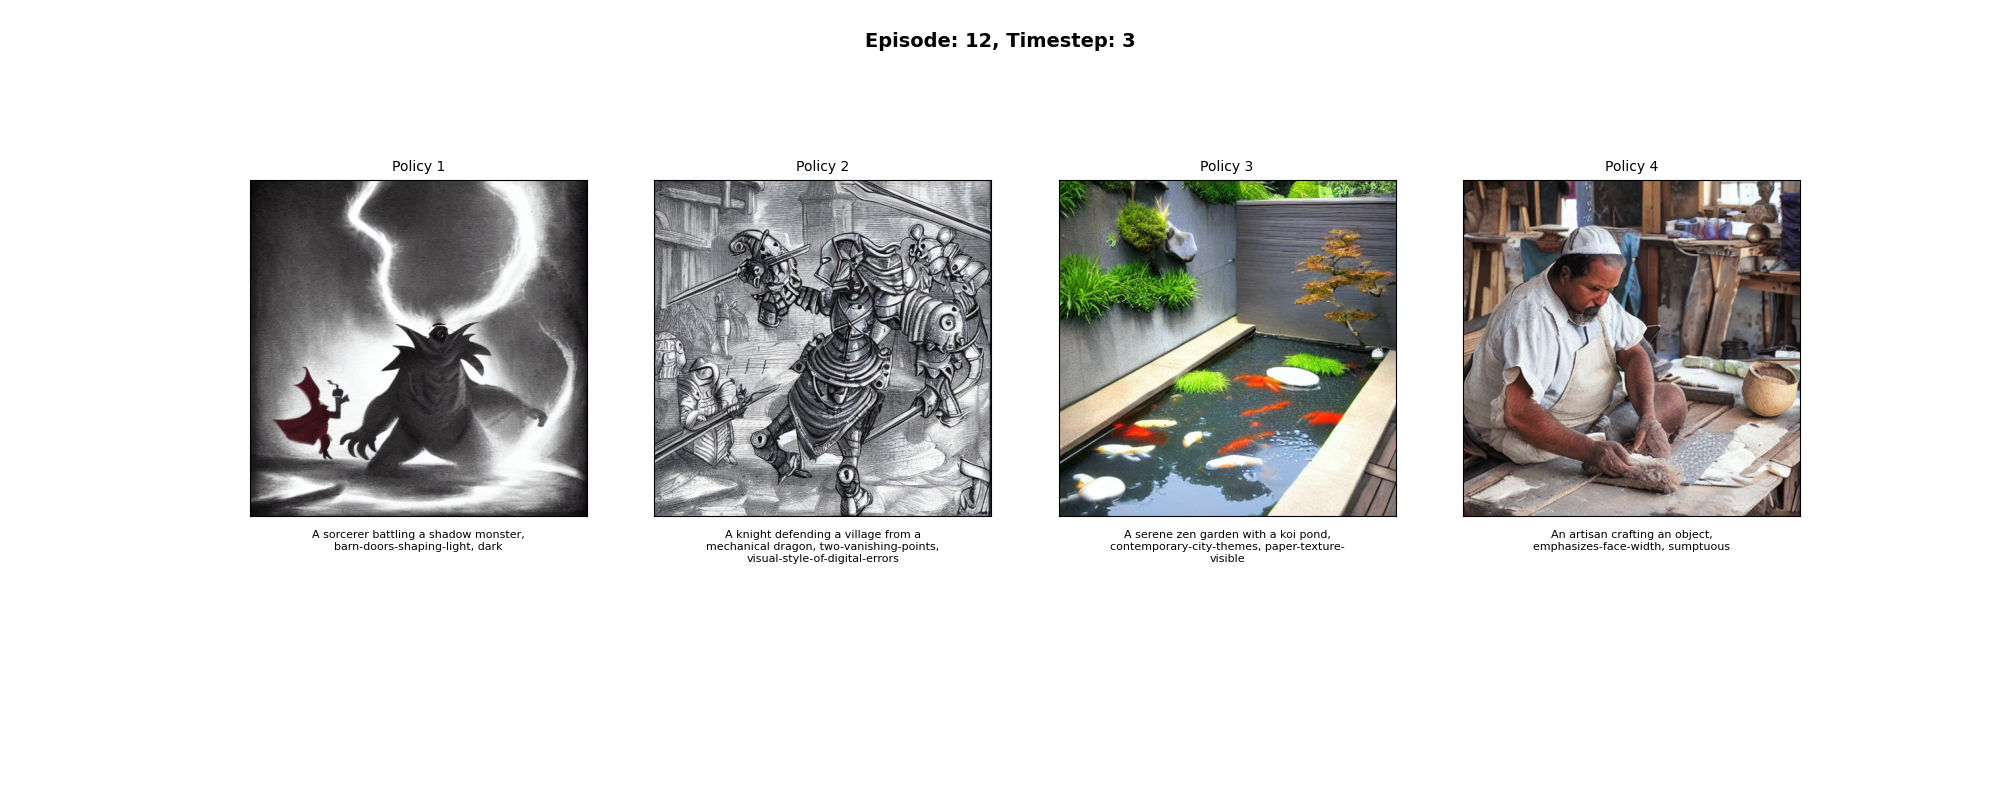 Episode: 12, Timestep: 3
Policy 1
Policy 2
Policy 3
Policy 4
A sorcerer battling a shadow monster,
barn-doors-shaping-light, dark
A knight defending a village from a
mechanical dragon, two-vanishing-points,
visual-style-of-digital-errors
A serene zen garden with a koi pond,
contemporary-city-themes, paper-texture-
visible
An artisan crafting an object,
emphasizes-face-width, sumptuous